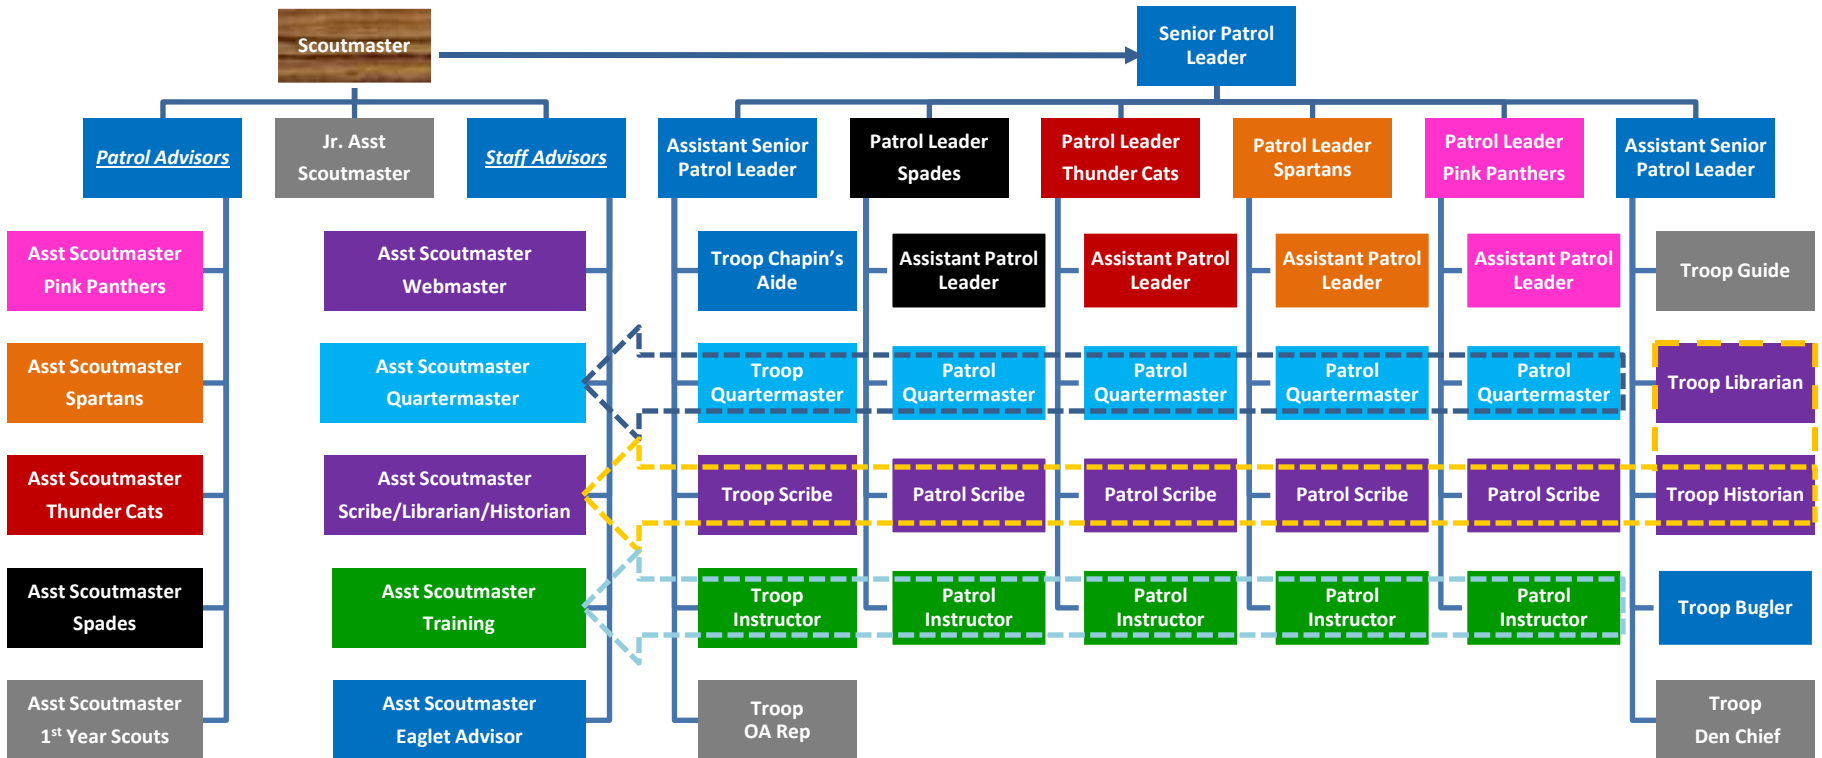 Scoutmaster
Senior Patrol
Leader
Patrol Advisors
Jr. Asst
Scoutmaster
Staff Advisors
Assistant Senior
Patrol Leader
Patrol Leader
Spades
Patrol Leader
Thunder Cats
Patrol Leader
Spartans
Patrol Leader
Pink Panthers
Assistant Senior
Patrol Leader
Asst Scoutmaster
Pink Panthers
Asst Scoutmaster
Webmaster
Troop Chapin's
Aide
Assistant Patrol
Leader
Assistant Patrol
Leader
Assistant Patrol
Leader
Assistant Patrol
Leader
Troop Guide
Asst Scoutmaster
Spartans
Asst Scoutmaster
Quartermaster
Troop
Quartermaster
Patrol
Quartermaster
Patrol
Quartermaster
Patrol
Quartermaster
Patrol
Quartermaster
Troop Librarian
Asst Scoutmaster
Thunder Cats
Asst Scoutmaster
Scribe/Librarian/Historian
Troop Scribe
Patrol Scribe
Patrol Scribe
Patrol Scribe
Patrol Scribe
Troop Historian
Asst Scoutmaster
Spades
Asst Scoutmaster
Training
Troop
Instructor
Patrol
Instructor
Patrol
Instructor
Patrol
Instructor
Patrol
Instructor
Troop Bugler
Asst Scoutmaster
1st Year Scouts
Asst Scoutmaster
Eaglet Advisor
Troop
OA Rep
Troop
Den Chief